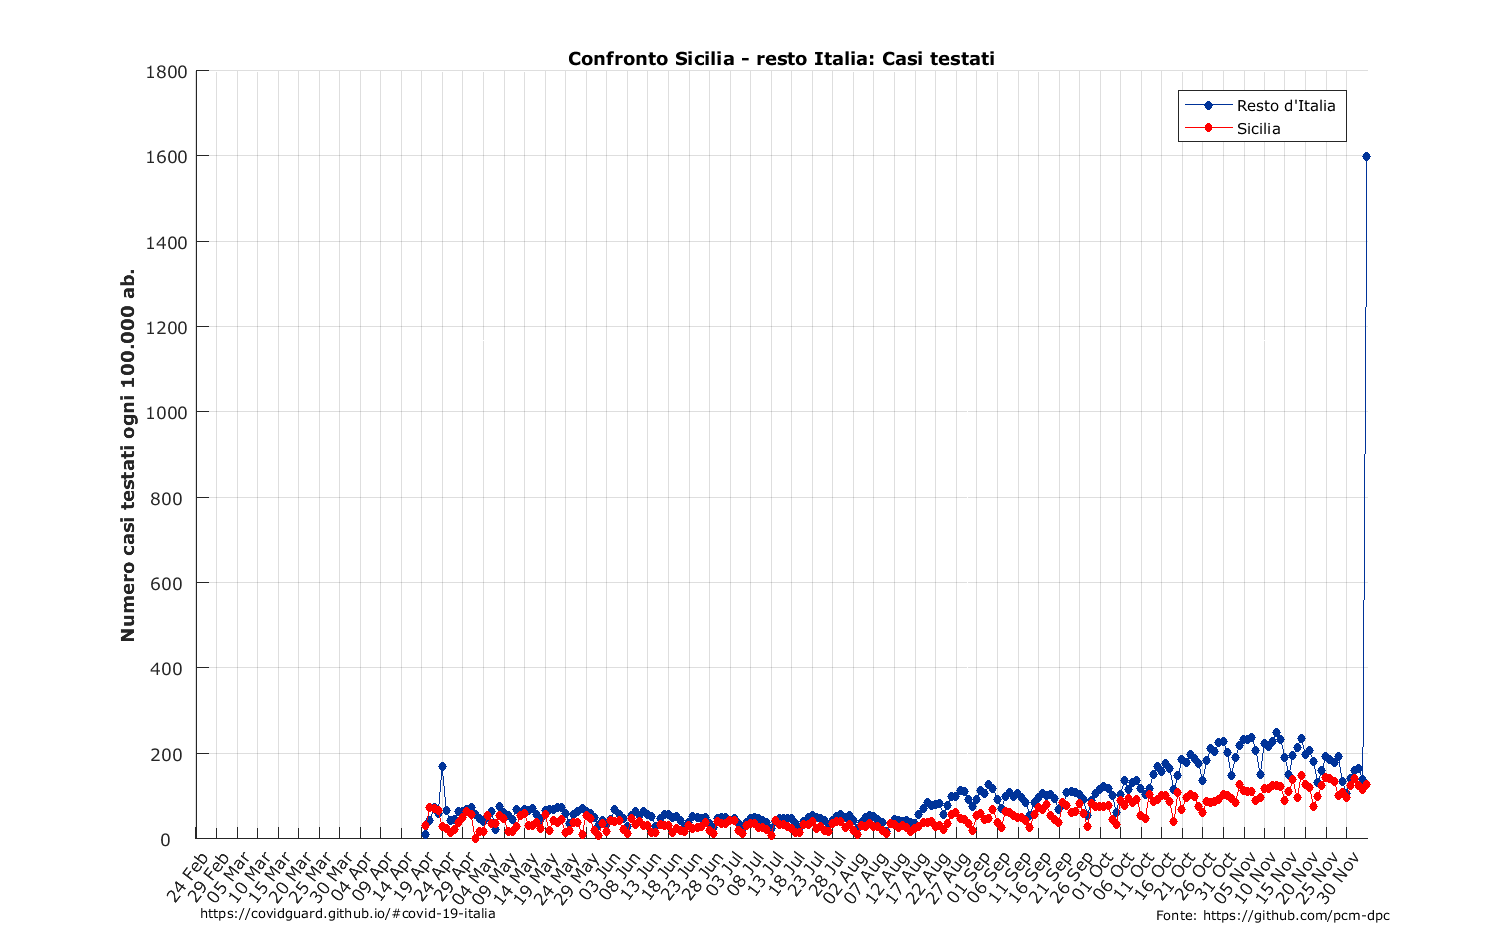 Confronto Sicilia - resto Italia: Casi testati
Resto d'Italia
Sicilia
Numero casi testati ogni 100.000 ab.
1800
1600
1400
1200
1000
800
600
400
200
0
24 Feb
29 Feb
05 Mar
10 Mar
15 Mar
20 Mar
25 Mar
30 Mar
04 Apr
09 Apr
14 Apr
19 Apr
24 Apr
29 Apr
04 May
09 May
14 May
19 May
24 May
29 May
03 Jun
08 Jun
13 Jun
18 Jun
23 Jun
28 Jun
03 Jul
08 Jul
13 Jul
18 Jul
23 Jul
28 Jul
02 Aug
07 Aug
12 Aug
17 Aug
22 Aug
27 Aug
01 Sep
06 Sep
11 Sep
16 Sep
21 Sep
26 Sep
01 Oct
06 Oct
11 Oct
16 Oct
21 Oct
26 Oct
31 Oct
05 Nov
10 Nov
15 Nov
20 Nov
25 Nov
30 Nov
https://covidguard.github.io/#covid-19-italia
Fonte: https://github.com/pcm-dpc